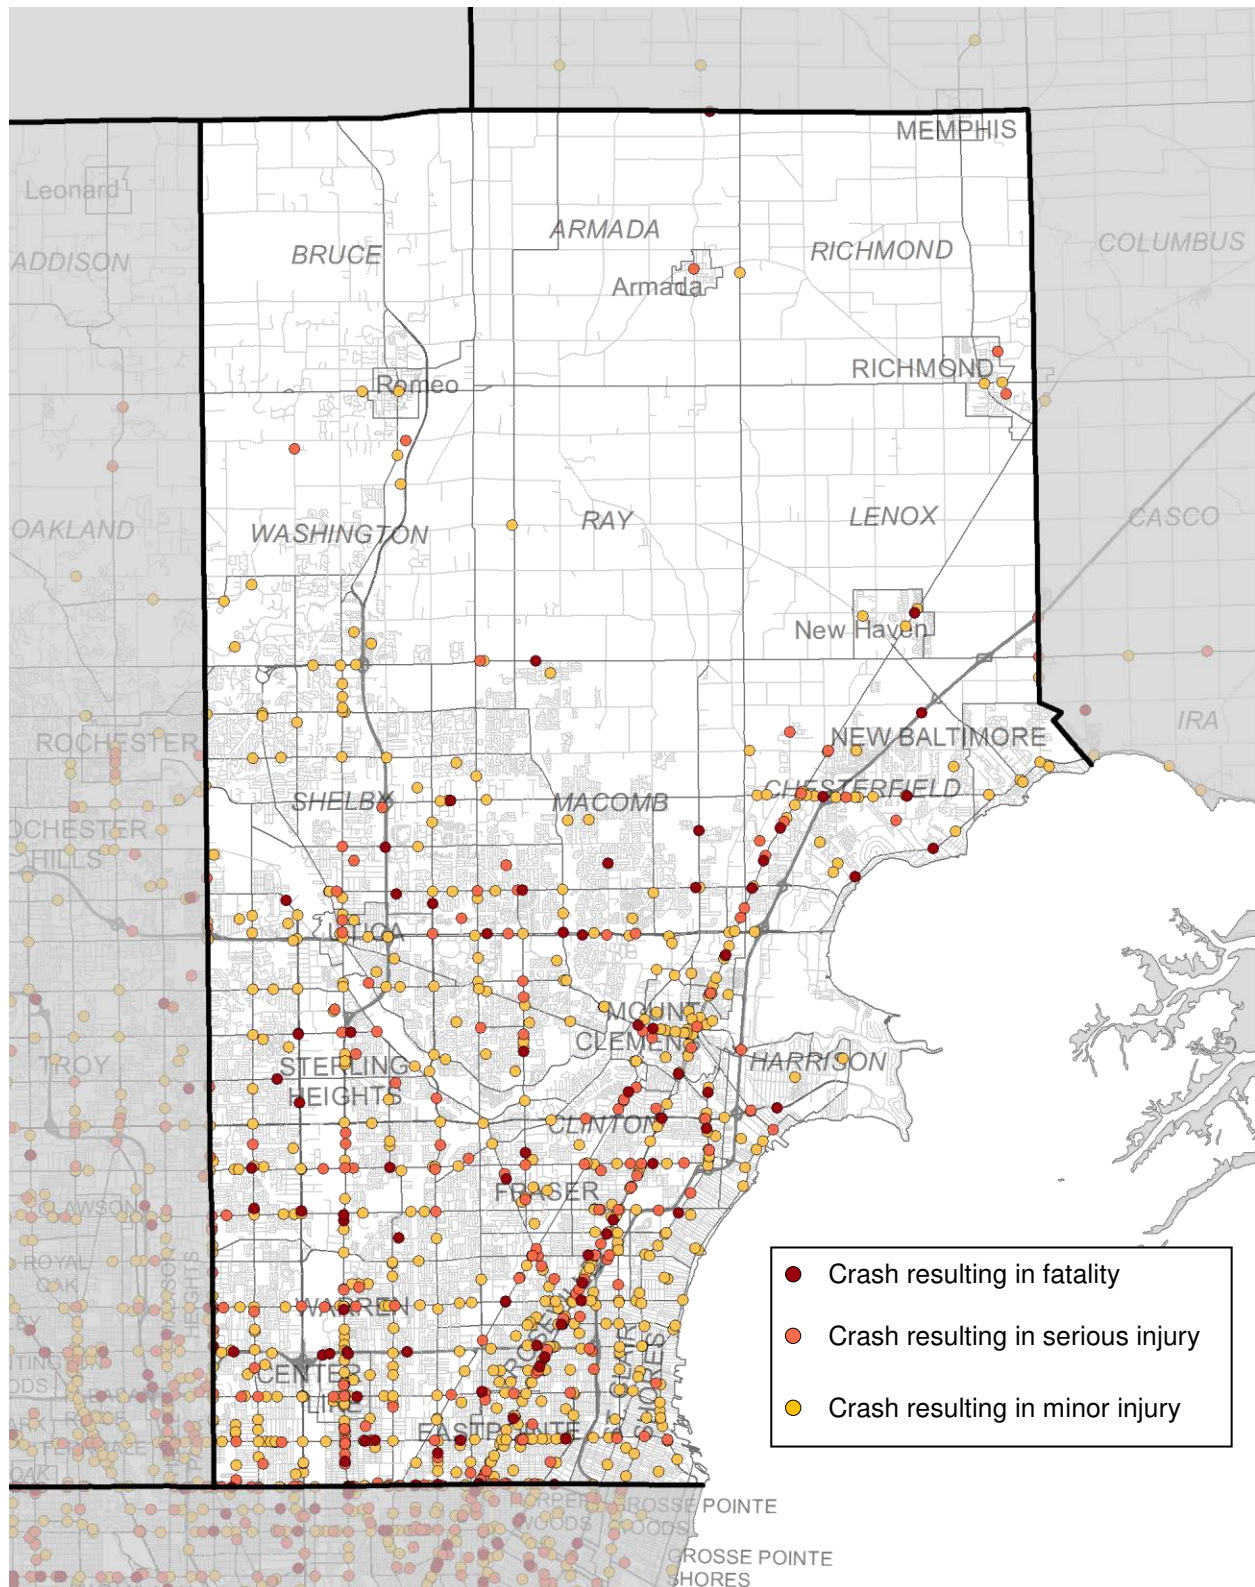 MEMPHIS
Leonard
ARMADA
BRUCE
RICHMOND
COLUMBUS
ADDISON
Armada
RICHMOND
Romeo
OAKLAND
WASHINGTON
RAY
LENOX
CASCO
New Haven
IRA
ROCHESTER
NEW BALTIMORE
SHELBY
MACOMB
CHESTERFIELD
OCHESTER
HILLS
UTICA
MOUNT
CLEMENS
TROY
STERLING
HEIGHTS
HARRISON
CLINTON
FRASER
CLAWSON
ROYAL
OAK
HEIGHTS
Crash resulting in fatality
WARREN
Crash resulting in serious injury
CENTER
LINE
SHORES
Crash resulting in minor injury
EASTPOINTE
GROSSE POINTE
WOODS
GROSSE POINTE
SHORES